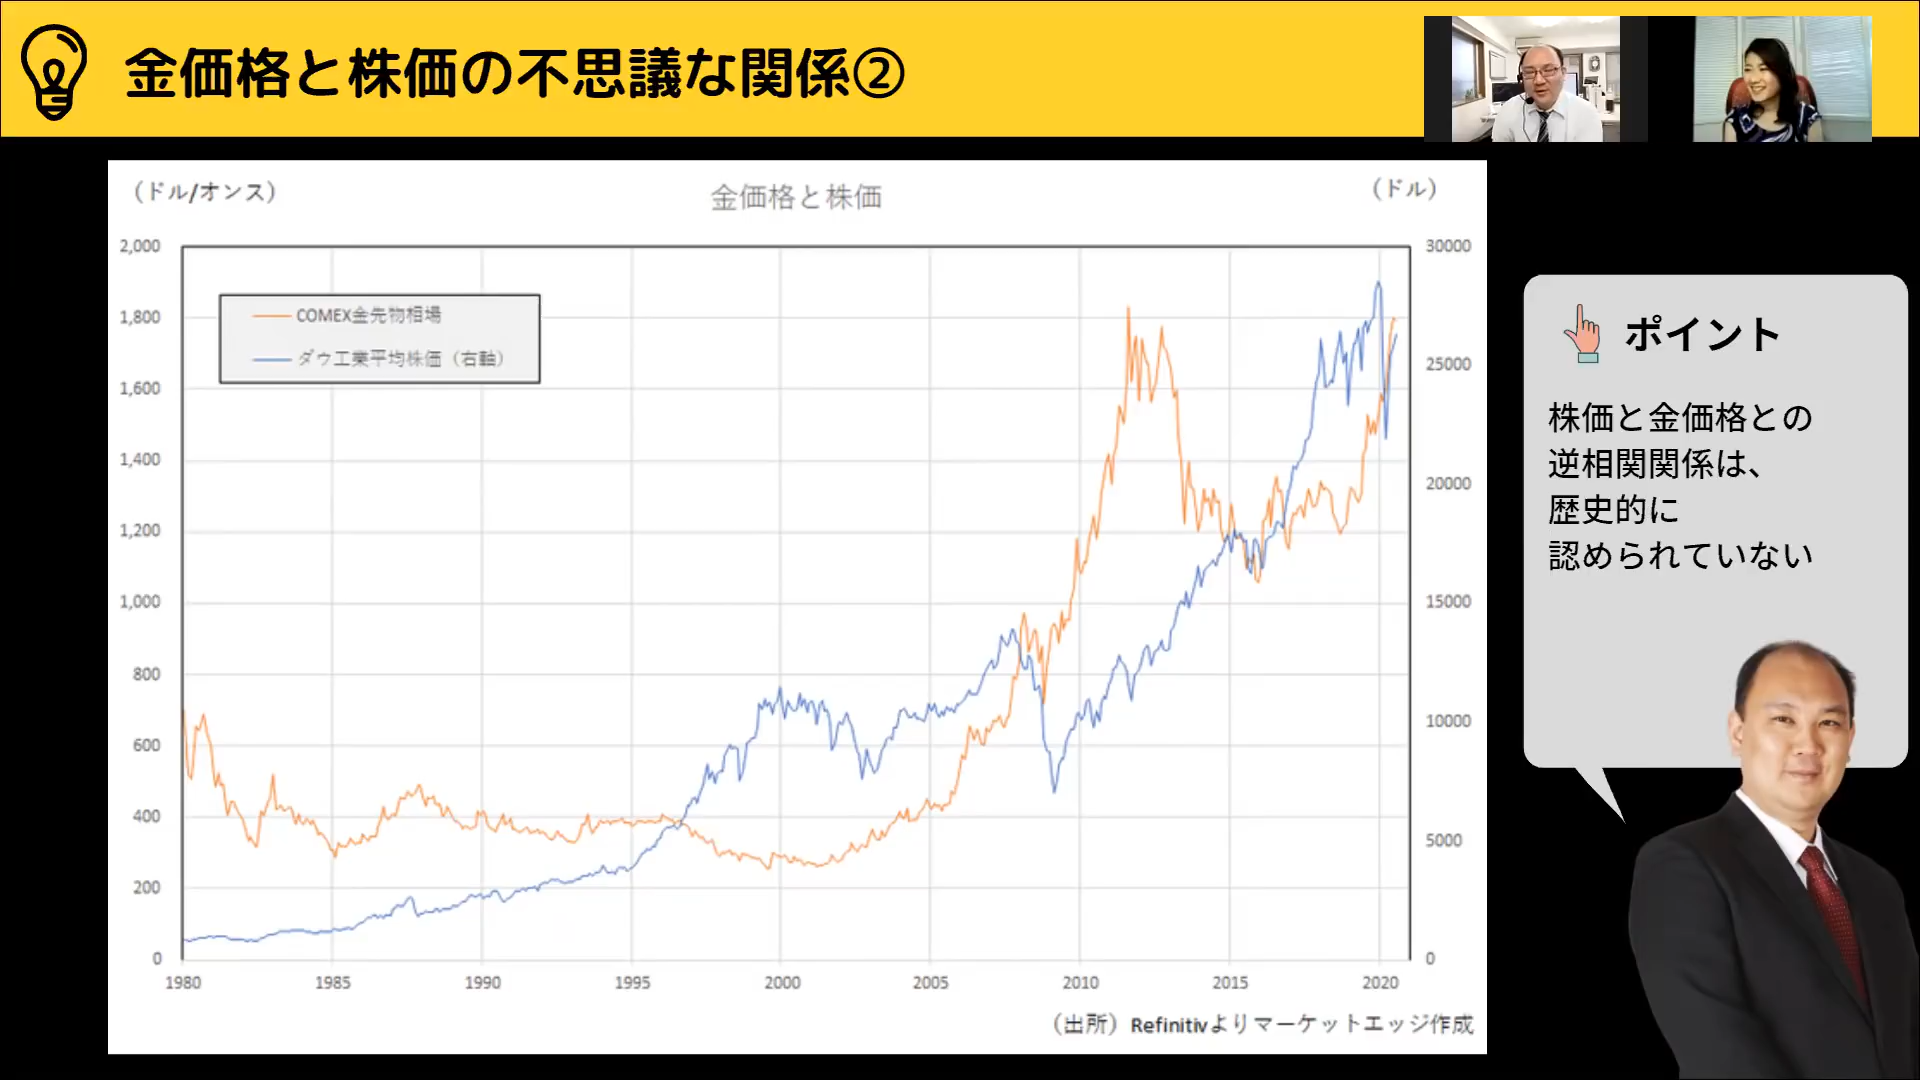 金価格と株価の不思議な関係②
（ドル/オンス）
金価格と株価
（ドル）
2,000
1,800
1,600
1,400
1,200
1,000
800
600
400
200
0
COMEX金先物相場
ダウ工業平均株価（右軸）
30000
25000
20000
15000
10000
5000
0
1980 1985 1990 1995 2000 2005 2010 2015 2020
（出所）Refinitivよりマーケットエッジ作成
ポイント
株価と金価格との
逆相関関係は、
歴史的に
認められていない